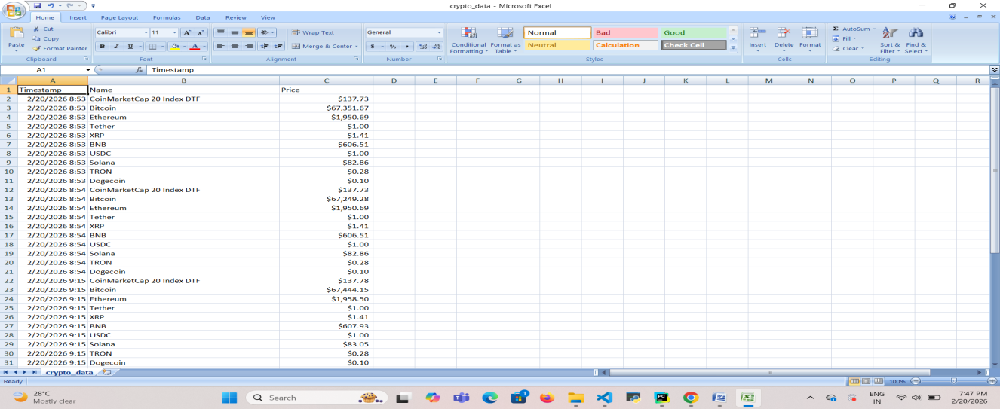 crypto_data - Microsoft Excel
Home Insert Page Layout Formulas Data Review View
Paste
Cut
Copy
Format Painter
Clipboard
Calibri 11
B I U
Font
Wrap Text
Merge & Center
Alignment
General
$ % ,
Number
Conditional Formatting
Format as Table
Normal Bad Good
Neutral Calculation Check Cell
Styles
Insert Delete Format
Cells
Σ AutoSum
Fill
Clear
Sort & Filter
Find & Select
Editing
A1 fx Timestamp
A B C D E F G H I J K L M N O P Q R
1 Timestamp Name Price
2 2/20/2026 8:53 CoinMarketCap 20 Index DTF $137.73
3 2/20/2026 8:53 Bitcoin $67,351.67
4 2/20/2026 8:53 Ethereum $1,950.69
5 2/20/2026 8:53 Tether $1.00
6 2/20/2026 8:53 XRP $1.41
7 2/20/2026 8:53 BNB $606.51
8 2/20/2026 8:53 USDC $1.00
9 2/20/2026 8:53 Solana $82.86
10 2/20/2026 8:53 TRON $0.28
11 2/20/2026 8:53 Dogecoin $0.10
12 2/20/2026 8:54 CoinMarketCap 20 Index DTF $137.73
13 2/20/2026 8:54 Bitcoin $67,249.28
14 2/20/2026 8:54 Ethereum $1,950.69
15 2/20/2026 8:54 Tether $1.00
16 2/20/2026 8:54 XRP $1.41
17 2/20/2026 8:54 BNB $606.51
18 2/20/2026 8:54 USDC $1.00
19 2/20/2026 8:54 Solana $82.86
20 2/20/2026 8:54 TRON $0.28
21 2/20/2026 8:54 Dogecoin $0.10
22 2/20/2026 9:15 CoinMarketCap 20 Index DTF $137.78
23 2/20/2026 9:15 Bitcoin $67,444.15
24 2/20/2026 9:15 Ethereum $1,958.50
25 2/20/2026 9:15 Tether $1.00
26 2/20/2026 9:15 XRP $1.41
27 2/20/2026 9:15 BNB $607.93
28 2/20/2026 9:15 USDC $1.00
29 2/20/2026 9:15 Solana $83.05
30 2/20/2026 9:15 TRON $0.28
31 2/20/2026 9:15 Dogecoin $0.10
crypto_data
Ready 100%
28°C
Mostly clear
Search
ENG
IN
7:47 PM
2/20/2026